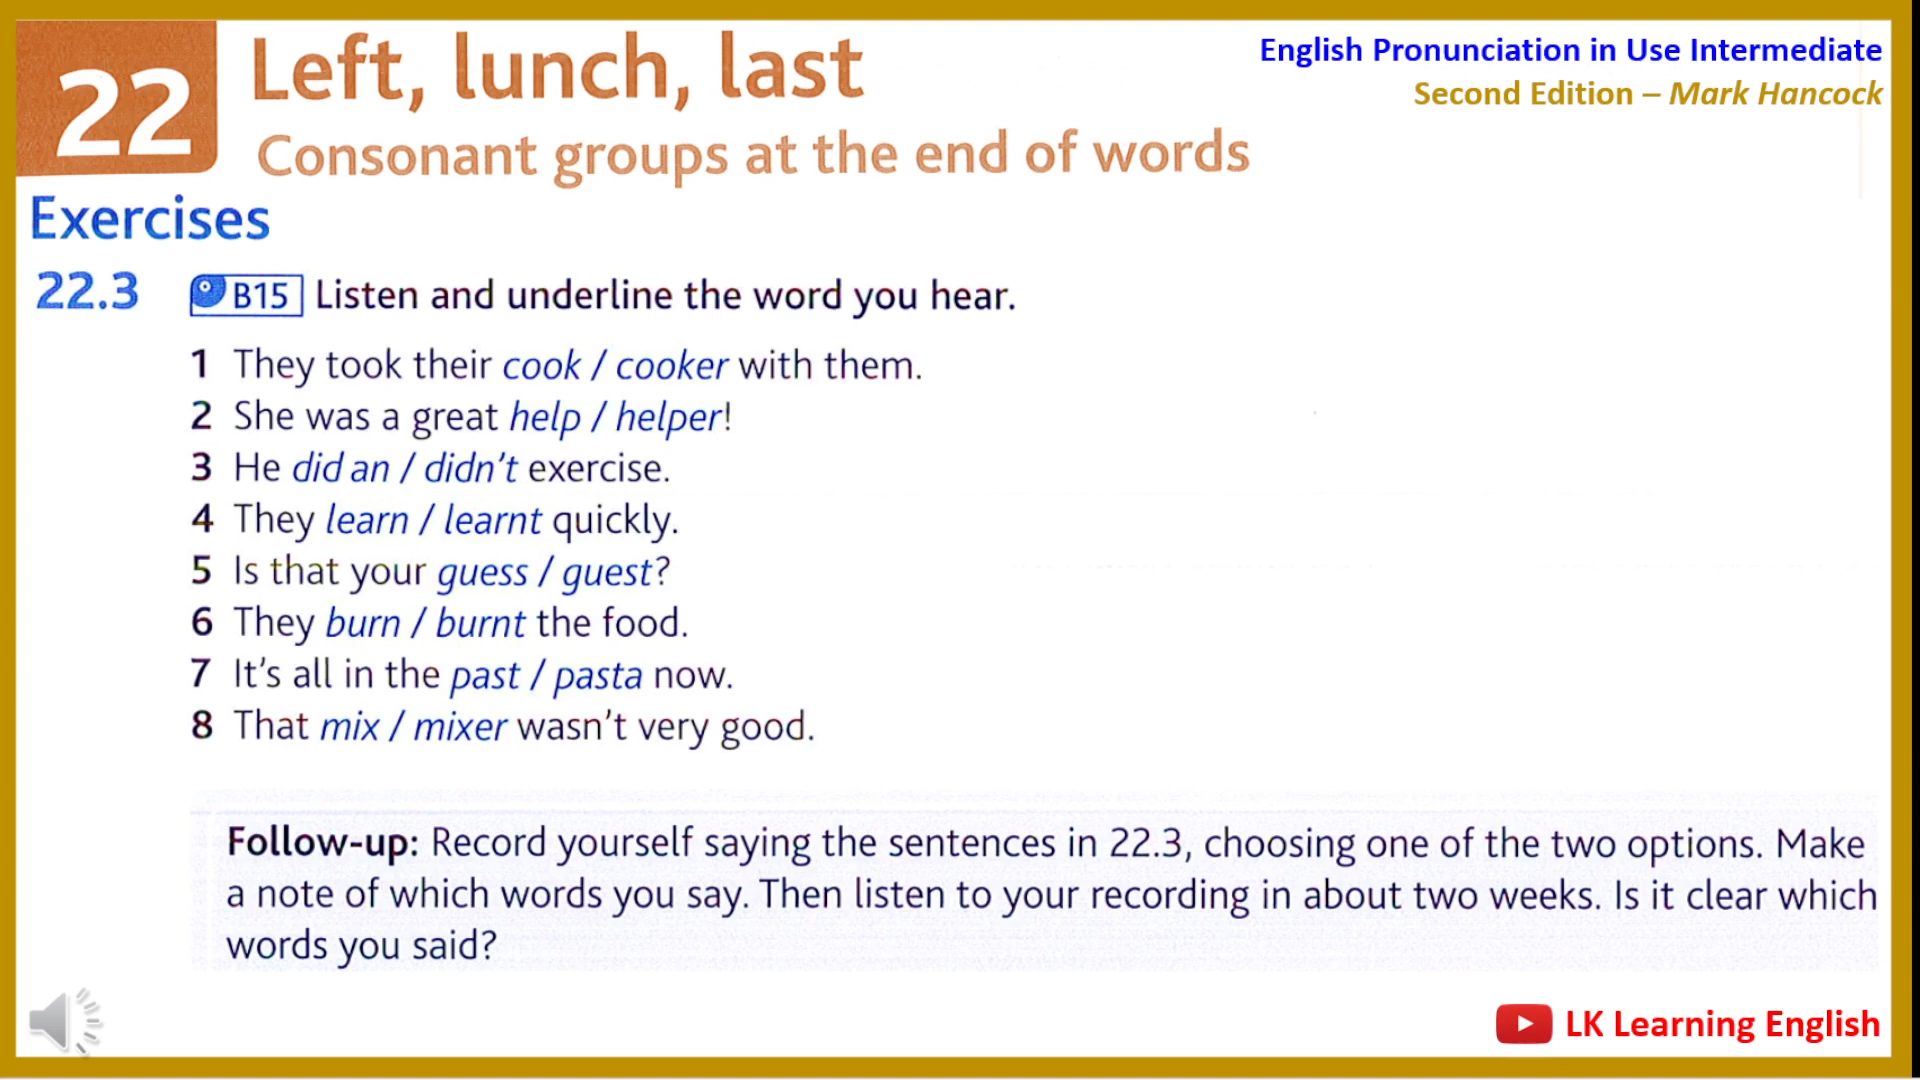 22
Left, lunch, last
Consonant groups at the end of words
English Pronunciation in Use Intermediate
Second Edition – Mark Hancock
Exercises
22.3 B15 Listen and underline the word you hear.
1 They took their cook / cooker with them.
2 She was a great help / helper!
3 He did an / didn't exercise.
4 They learn / learnt quickly.
5 Is that your guess / guest?
6 They burn / burnt the food.
7 It's all in the past / pasta now.
8 That mix / mixer wasn't very good.
Follow-up: Record yourself saying the sentences in 22.3, choosing one of the two options. Make
a note of which words you say. Then listen to your recording in about two weeks. Is it clear which
words you said?
LK Learning English